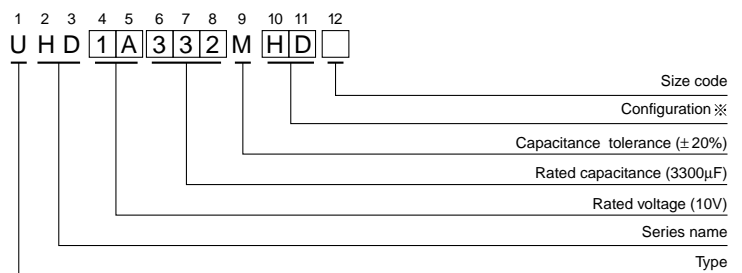 1 2 3 4 5 6 7 8 9 10 11 12
U H D 1 A 3 3 2 M H D
Size code
Configuration ※
Capacitance tolerance (± 20%)
Rated capacitance (3300µF)
Rated voltage (10V)
Series name
Type